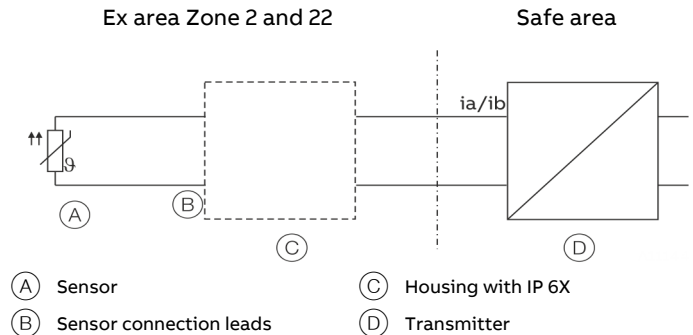 Ex area Zone 2 and 22 Safe area
ia/ib
ϑ
A
B
C
D
A Sensor
C Housing with IP 6X
B Sensor connection leads
D Transmitter